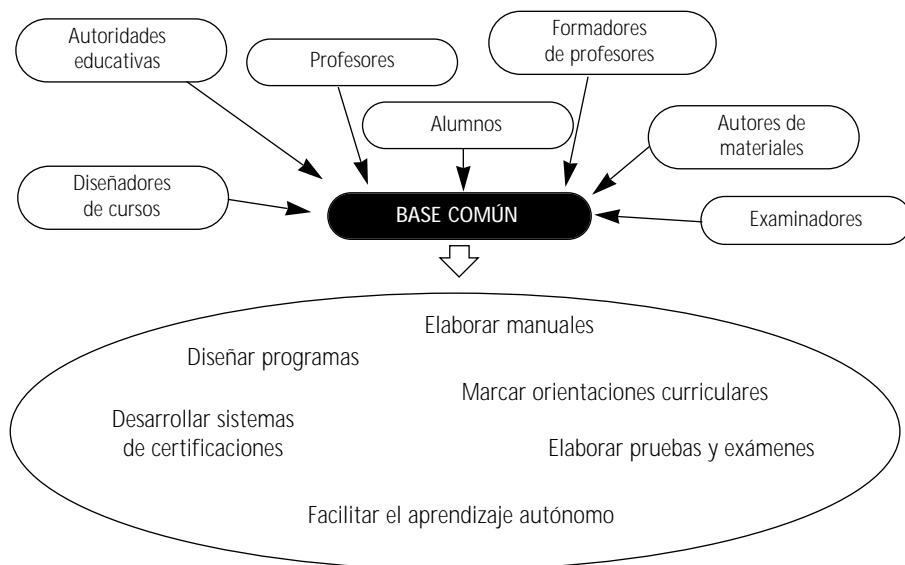 Autoridades
educativas
Profesores
Formadores
de profesores
Alumnos
Autores de
materiales
Diseñadores
de cursos
BASE COMÚN
Examinadores
Elaborar manuales
Diseñar programas
Marcar orientaciones curriculares
Desarrollar sistemas
de certificaciones
Elaborar pruebas y exámenes
Facilitar el aprendizaje autónomo